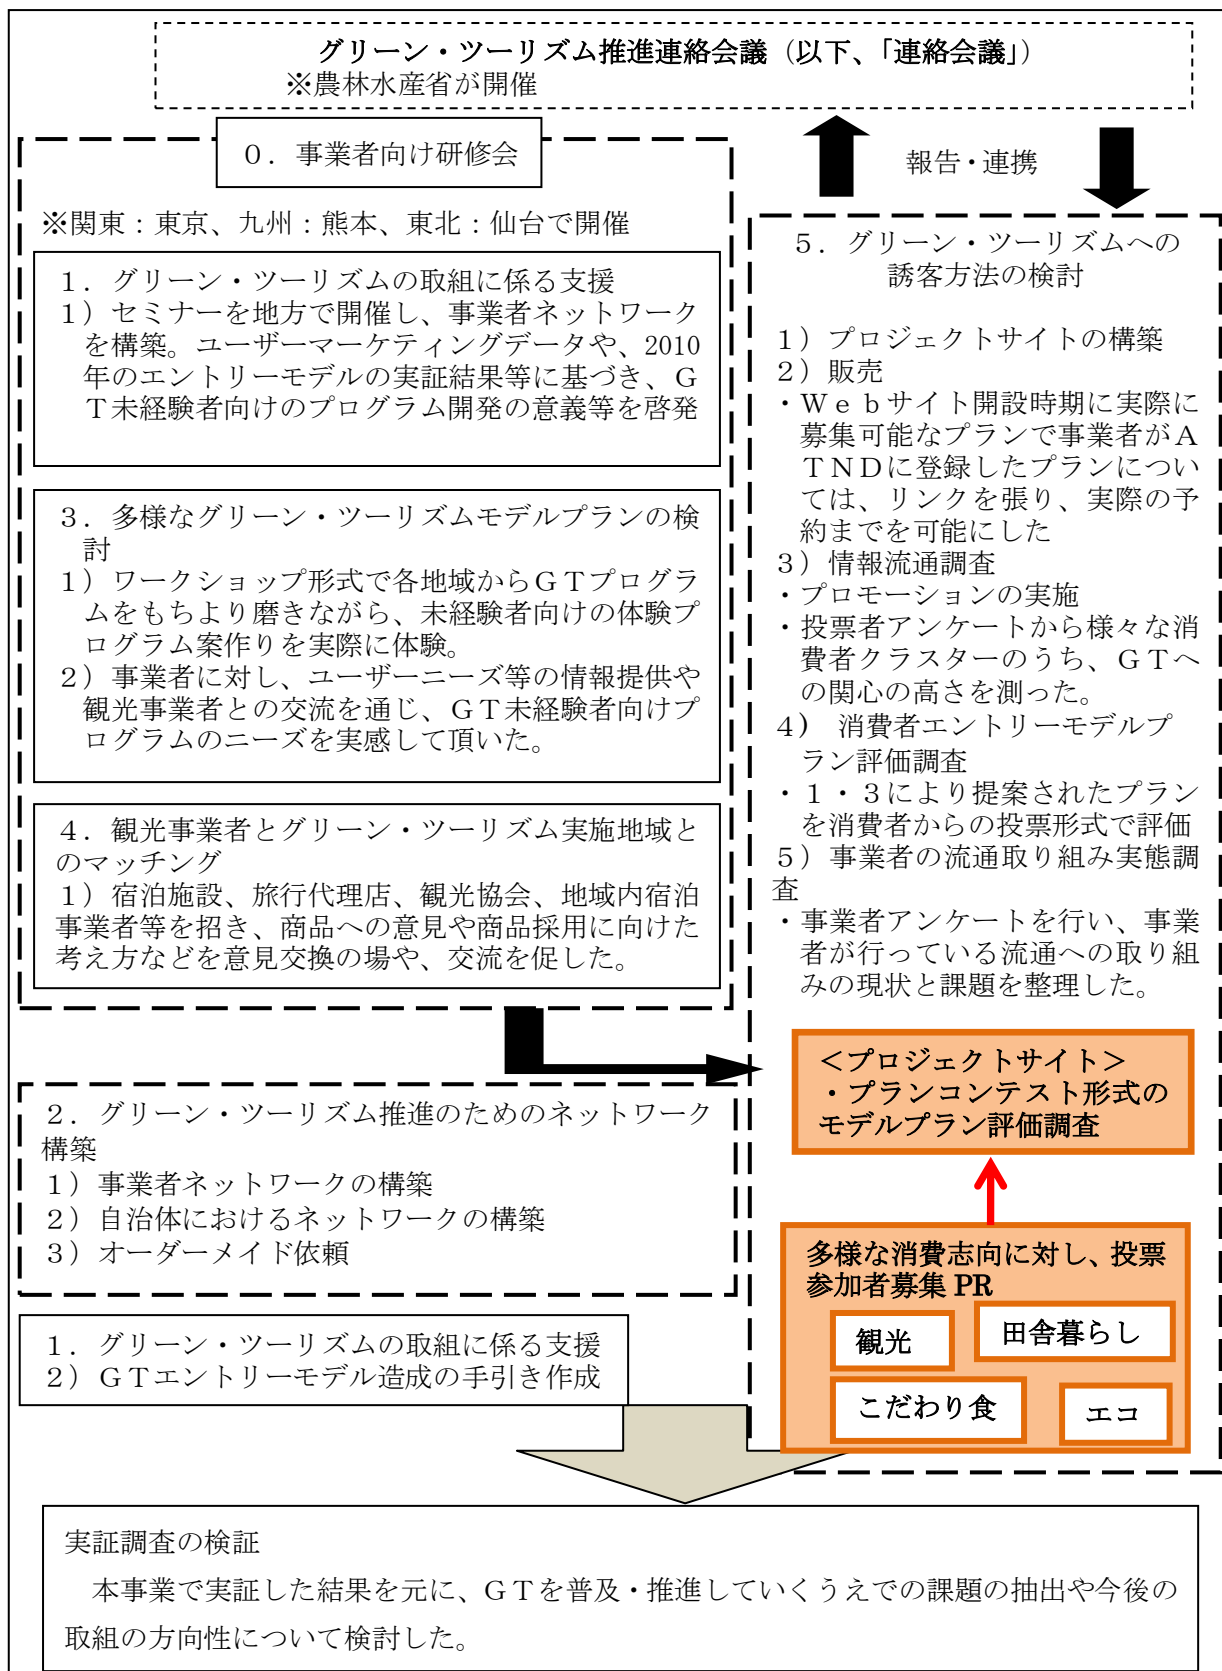 グリーン・ツーリズム推進連絡会議（以下、「連絡会議」）
※農林水産省が開催
報告・連携
０．事業者向け研修会
※関東：東京、九州：熊本、東北：仙台で開催
１．グリーン・ツーリズムの取組に係る支援
１）セミナーを地方で開催し、事業者ネットワーク
を構築。ユーザーマーケティングデータや、2010
年のエントリーモデルの実証結果等に基づき、Ｇ
Ｔ未経験者向けのプログラム開発の意義等を啓発
３．多様なグリーン・ツーリズムモデルプランの検
討
１）ワークショップ形式で各地域からＧＴプログラ
ムをもちより磨きながら、未経験者向けの体験プ
ログラム案作りを実際に体験。
２）事業者に対し、ユーザーニーズ等の情報提供や
観光事業者との交流を通じ、ＧＴ未経験者向けプ
ログラムのニーズを実感して頂いた。
４．観光事業者とグリーン・ツーリズム実施地域と
のマッチング
１）宿泊施設、旅行代理店、観光協会、地域内宿泊
事業者等を招き、商品への意見や商品採用に向けた
考え方などを意見交換の場や、交流を促した。
２．グリーン・ツーリズム推進のためのネットワーク
構築
１）事業者ネットワークの構築
２）自治体におけるネットワークの構築
３）オーダーメイド依頼
１．グリーン・ツーリズムの取組に係る支援
２）ＧＴエントリーモデル造成の手引き作成
５．グリーン・ツーリズムへの
誘客方法の検討
１）プロジェクトサイトの構築
２）販売
・Ｗｅｂサイト開設時期に実際に
募集可能なプランで事業者がＡ
ＴＮＤに登録したプランについ
ては、リンクを張り、実際の予
約までを可能にした
３）情報流通調査
・プロモーションの実施
・投票者アンケートから様々な消
費者クラスターのうち、ＧＴへ
の関心の高さを測った。
４）　消費者エントリーモデルプ
ラン評価調査
・１・３により提案されたプラン
を消費者からの投票形式で評価
５）事業者の流通取り組み実態調
査
・事業者アンケートを行い、事業
者が行っている流通への取り組
みの現状と課題を整理した。
＜プロジェクトサイト＞
・プランコンテスト形式の
モデルプラン評価調査
多様な消費志向に対し、投票
参加者募集 PR
観光
田舎暮らし
こだわり食
エコ
実証調査の検証
本事業で実証した結果を元に、ＧＴを普及・推進していくうえでの課題の抽出や今後の
取組の方向性について検討した。